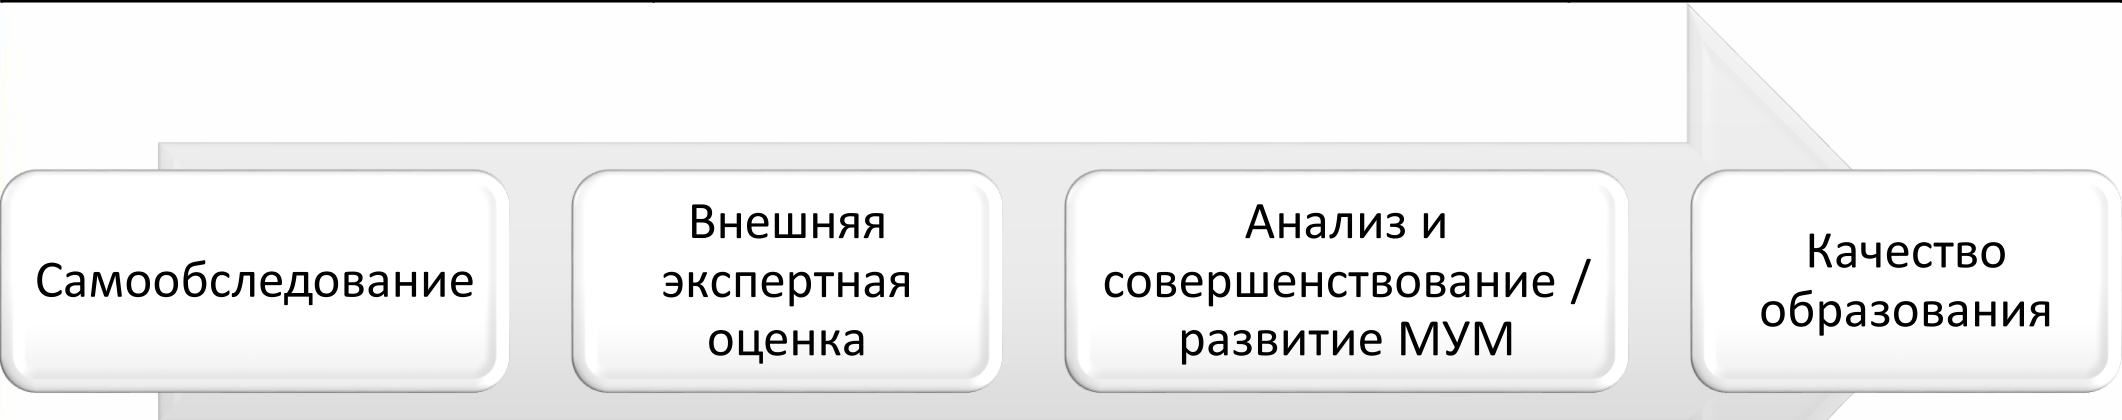 Самообследование
Внешняя
экспертная
оценка
Анализ и
совершенствование /
развитие МУМ
Качество
образования